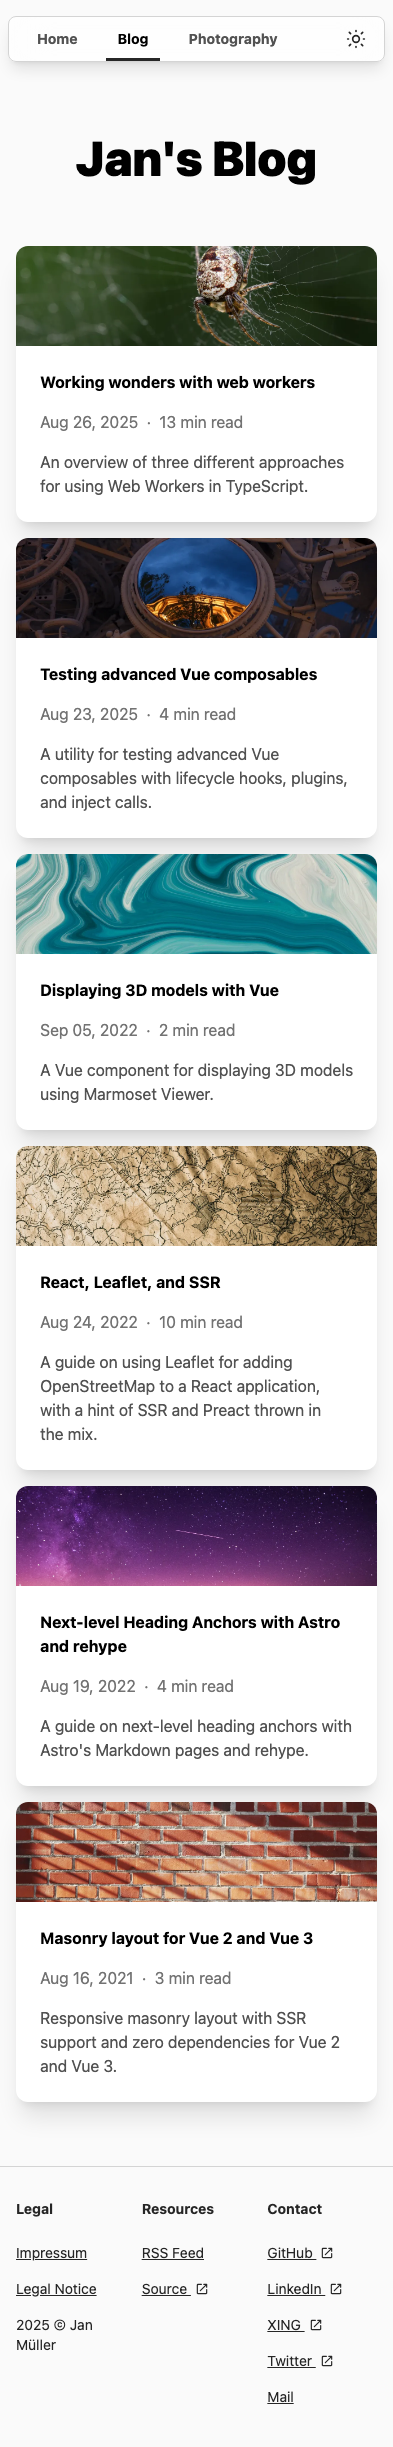 Home Blog Photography
Jan's Blog
Working wonders with web workers
Aug 26, 2025 · 13 min read
An overview of three different approaches
for using Web Workers in TypeScript.
Testing advanced Vue composables
Aug 23, 2025 · 4 min read
A utility for testing advanced Vue
composables with lifecycle hooks, plugins,
and inject calls.
Displaying 3D models with Vue
Sep 05, 2022 · 2 min read
A Vue component for displaying 3D models
using Marmoset Viewer.
React, Leaflet, and SSR
Aug 24, 2022 · 10 min read
A guide on using Leaflet for adding
OpenStreetMap to a React application,
with a hint of SSR and Preact thrown in
the mix.
Next-level Heading Anchors with Astro
and rehype
Aug 19, 2022 · 4 min read
A guide on next-level heading anchors with
Astro's Markdown pages and rehype.
Masonry layout for Vue 2 and Vue 3
Aug 16, 2021 · 3 min read
Responsive masonry layout with SSR
support and zero dependencies for Vue 2
and Vue 3.
Legal
Impressum
Legal Notice
2025 © Jan
Müller
Resources
RSS Feed
Source
Contact
GitHub
LinkedIn
XING
Twitter
Mail